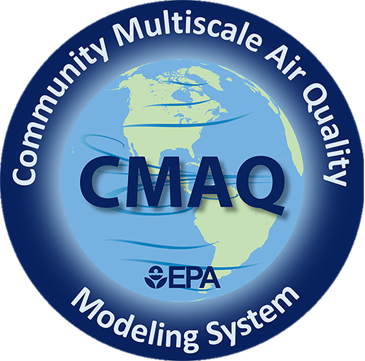 Community Multiscale Air Quality
CMAQ
EPA
Modeling System